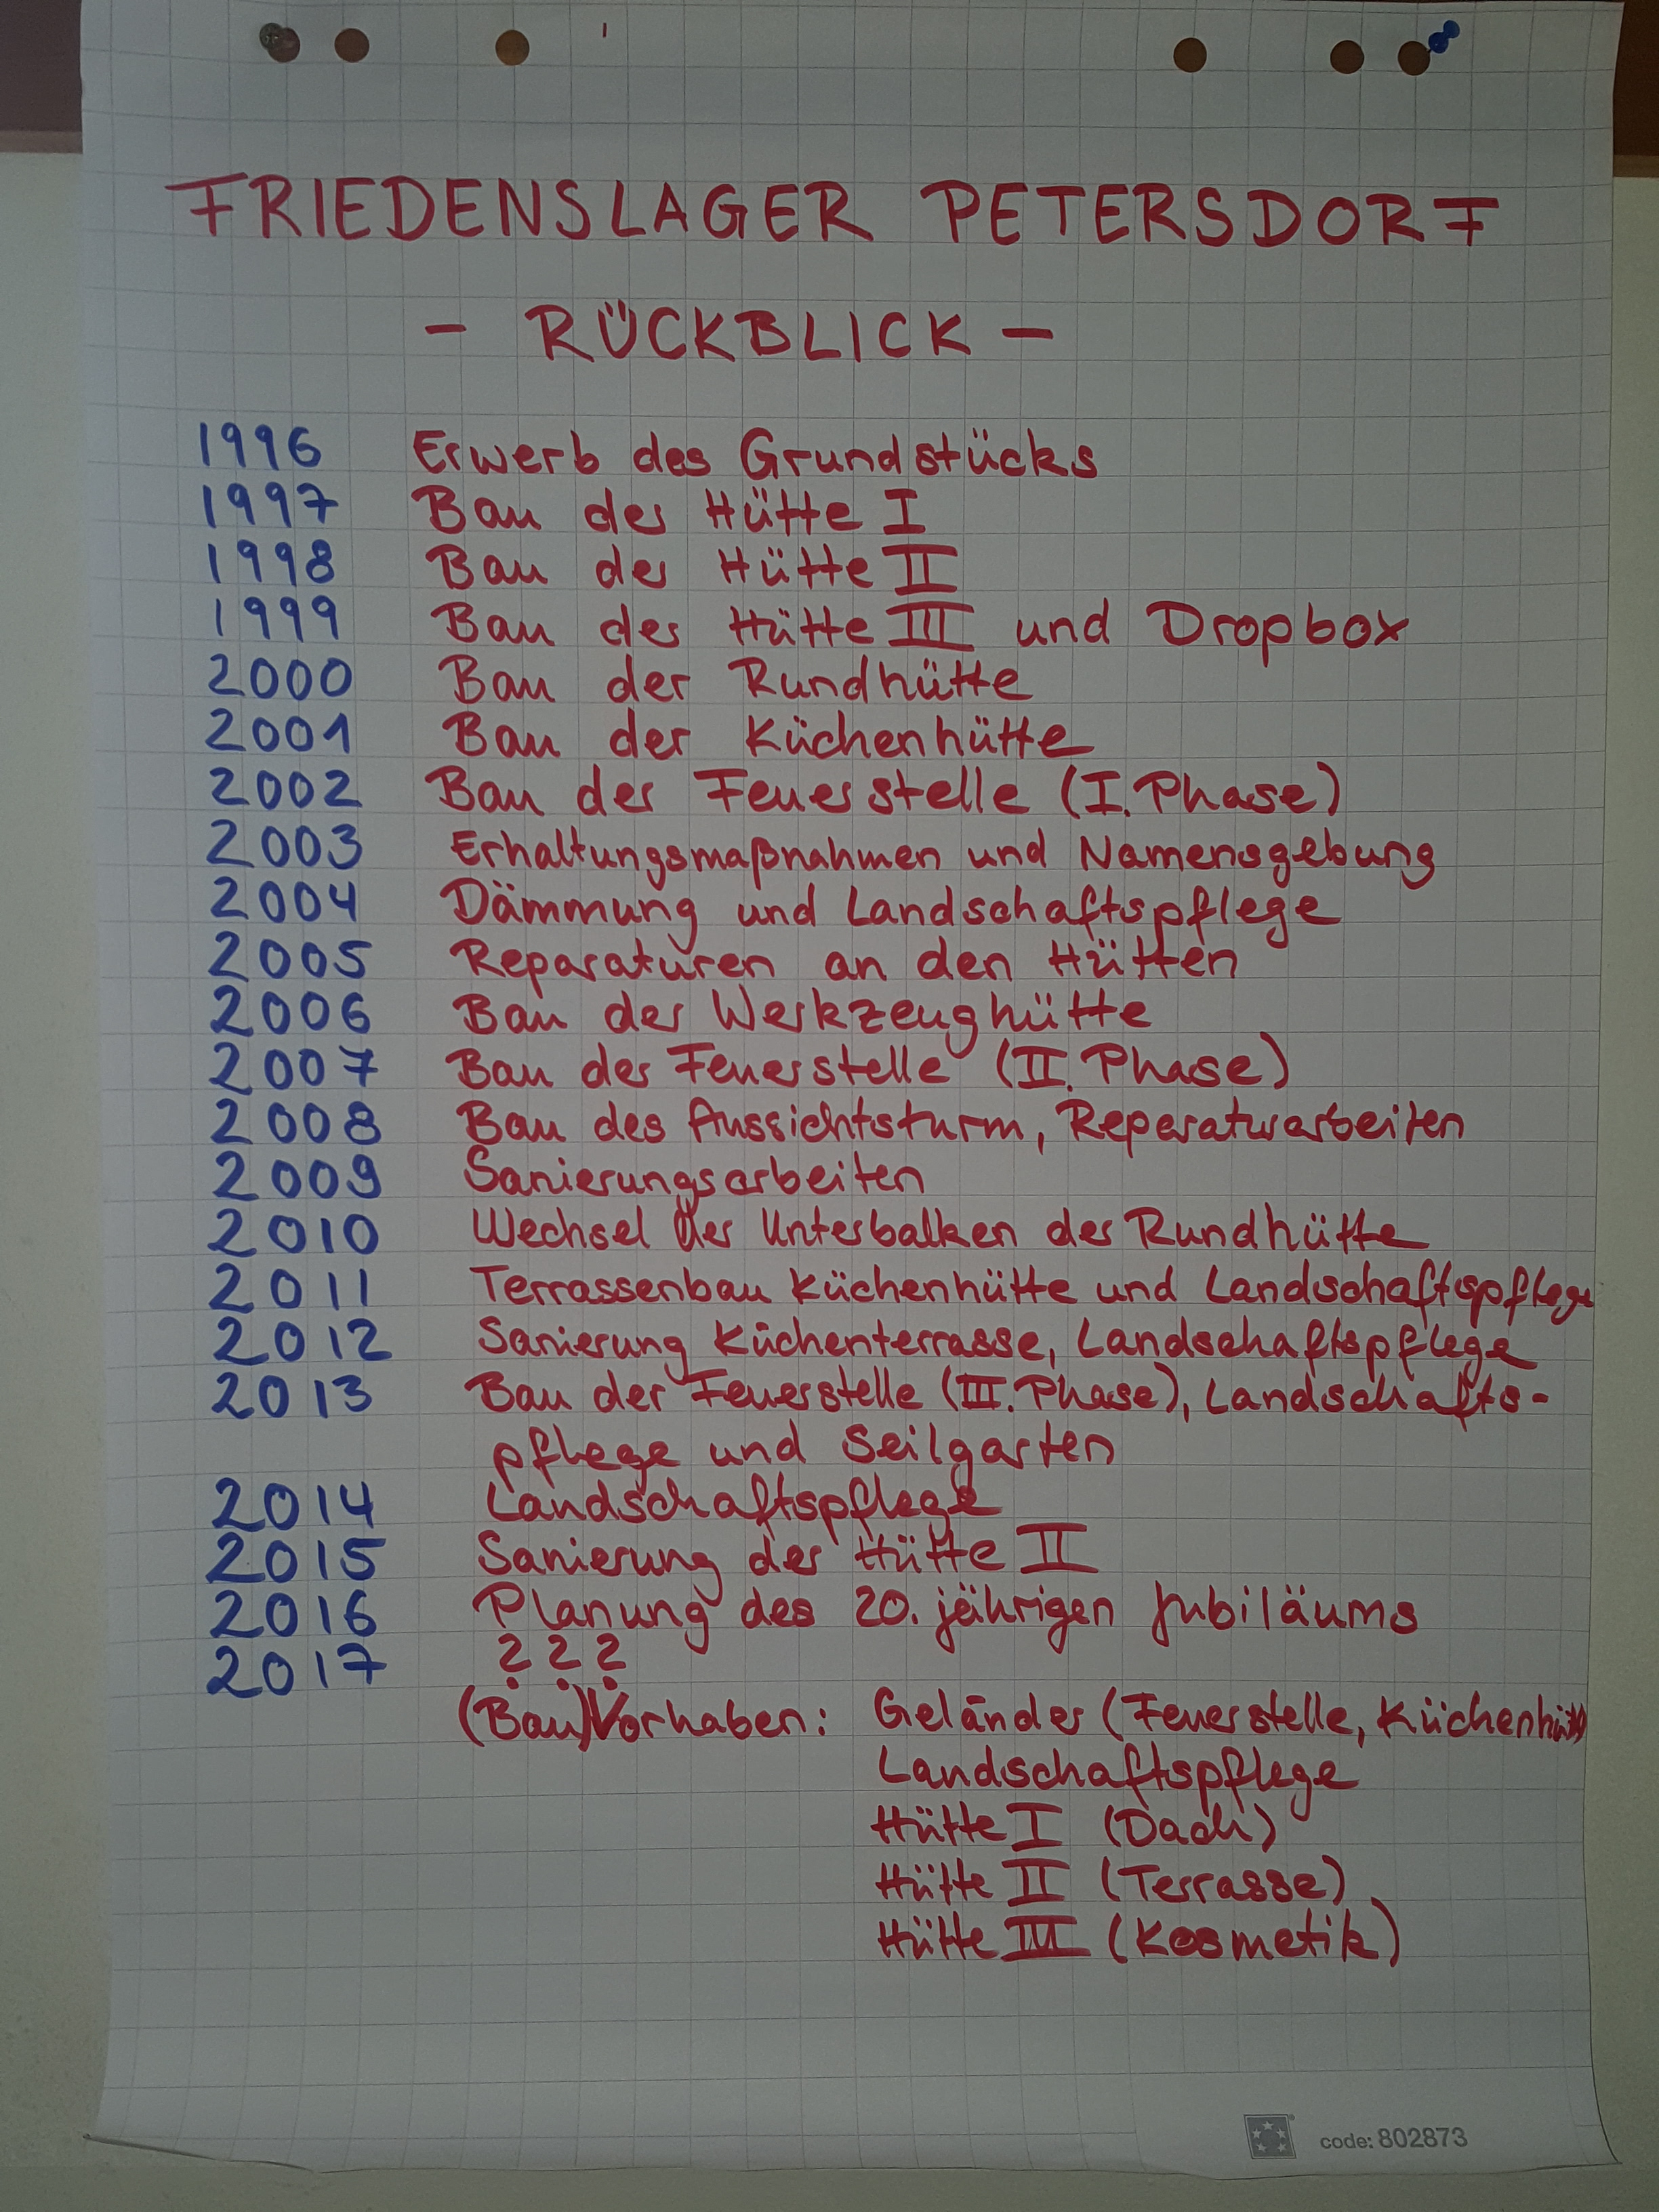 FRIEDENSLAGER PETERSDORF
- RÜCKBLICK -
1996 Erwerb des Grundstücks
1997 Bau der Hütte I
1998 Bau der Hütte II
1999 Bau der Hütte III und Dropbox
2000 Bau der Rundhütte
2001 Bau der Küchenhütte
2002 Bau der Feuerstelle (I. Phase)
2003 Erhaltungsmaßnahmen und Namensgebung
2004 Dämmung und Landschaftspflege
2005 Reparaturen an den Hütten
2006 Bau der Werkzeughütte
2007 Bau der Feuerstelle (II. Phase)
2008 Bau des Aussichtsturm, Reperaturarbeiten
2009 Sanierungsarbeiten
2010 Wechsel der Unterbalken der Rundhütte
2011 Terrassenbau Küchenhütte und Landschaftspflege
2012 Sanierung Küchenterrasse, Landschaftspflege
2013 Bau der Feuerstelle (III. Phase), Landschafts-
pflege und Seilgarten
2014 Landschaftspflege
2015 Sanierung der Hütte II
2016 Planung des 20. jährigen Jubiläums
2017 ???
(Bau)Vorhaben: Geländer (Feuerstelle, Küchenhütte)
Landschaftspflege
Hütte I (Dach)
Hütte II (Terrasse)
Hütte III (Kosmetik)
code: 802873